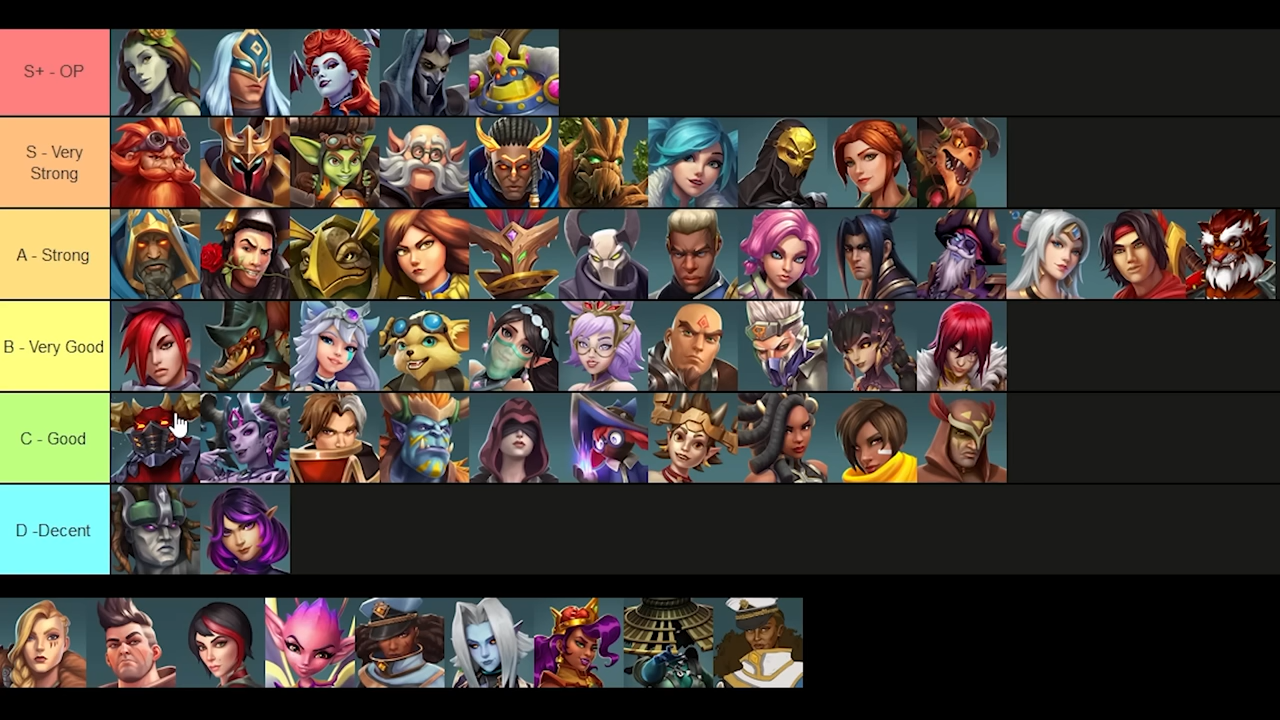 S+ - OP
S - Very
Strong
A - Strong
B - Very Good
C - Good
D -Decent